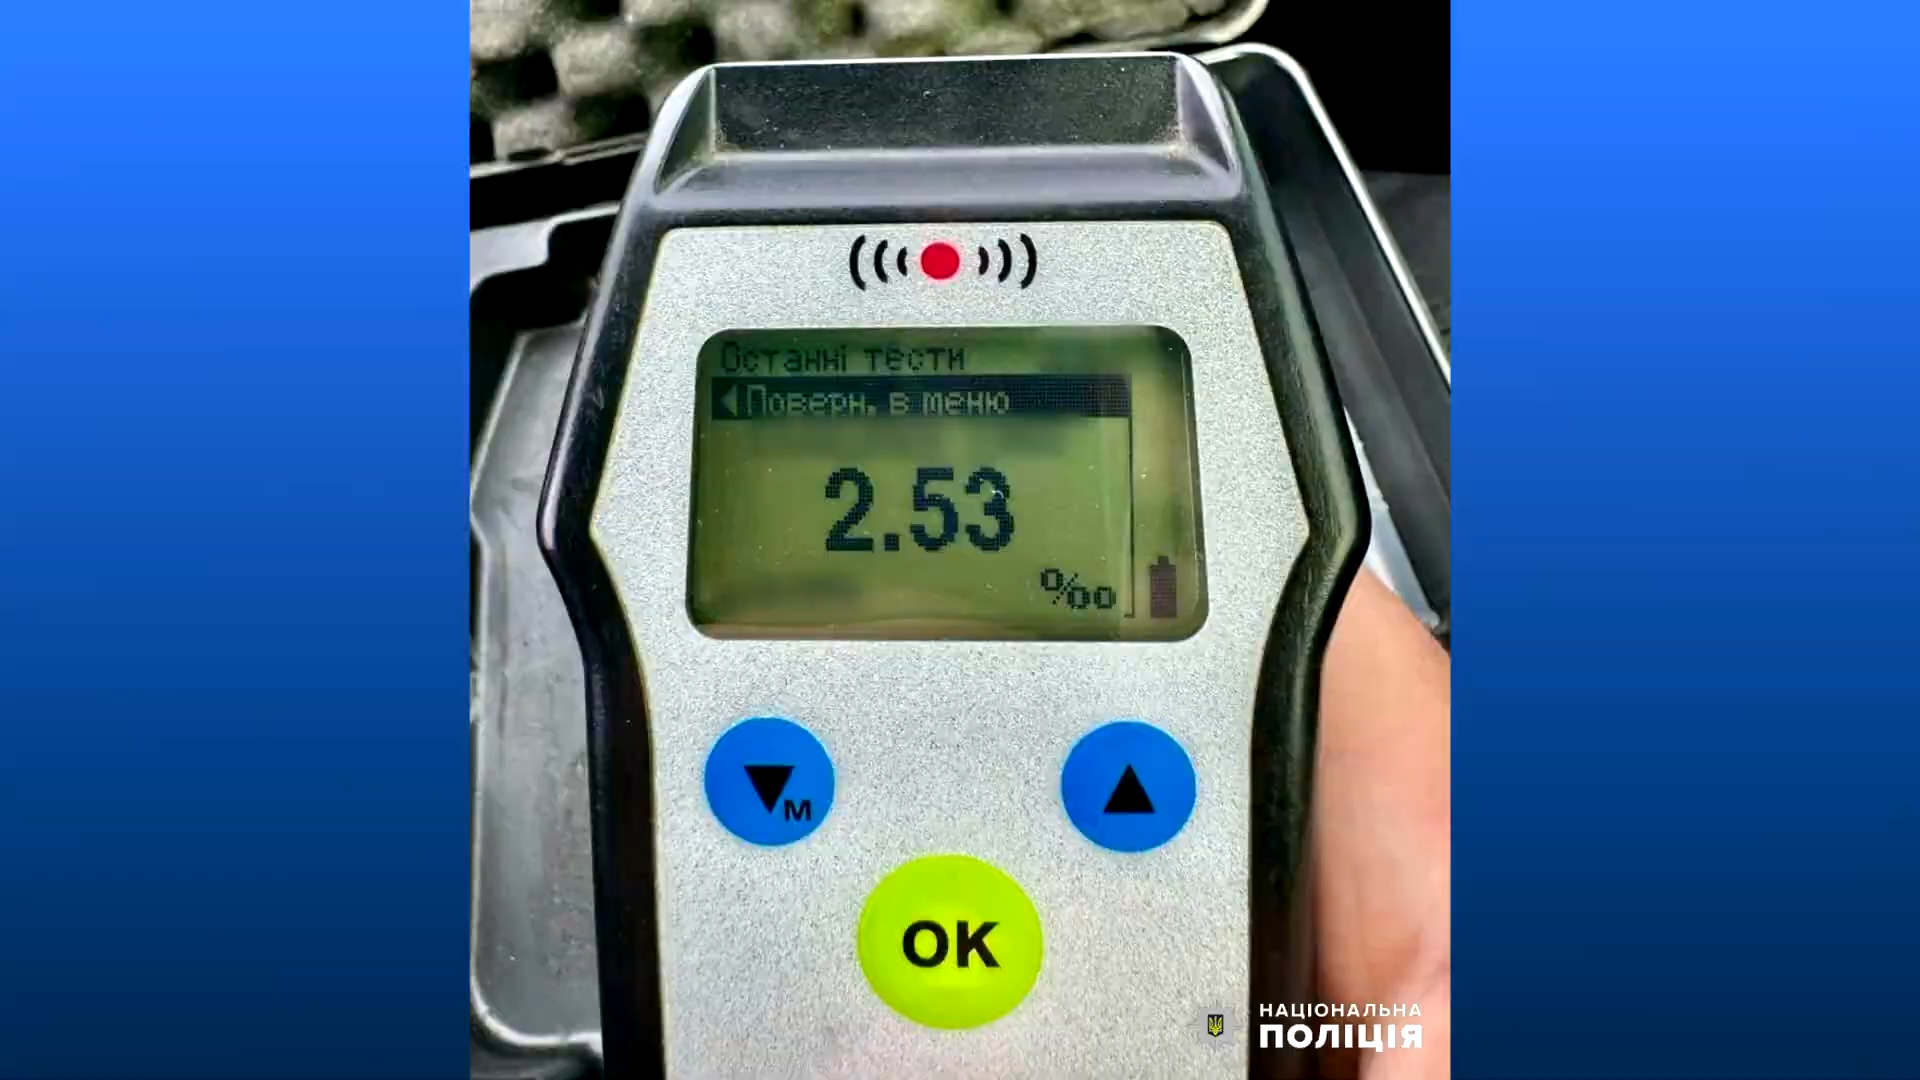 Останні тести
Поверн. в меню
2.53
‰
M
OK
НАЦІОНАЛЬНА
ПОЛІЦІЯ